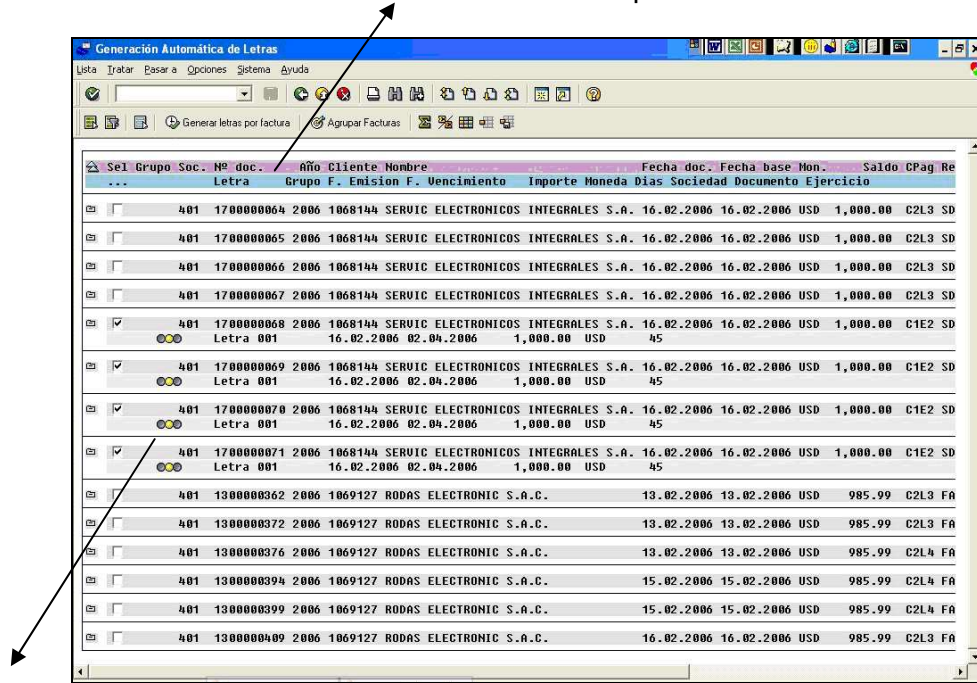 Generación Automática de Letras
Lista Tratar Pasar a Opciones Sistema Ayuda
Generar letras por factura Agrupar Facturas
Sel Grupo Soc. Nº doc. Año Cliente Nombre Fecha doc. Fecha base Mon. Saldo CPag Re
... Letra Grupo F. Emision F. Vencimiento Importe Moneda Dias Sociedad Documento Ejercicio
401 1700000064 2006 1068144 SERVIC ELECTRONICOS INTEGRALES S.A. 16.02.2006 16.02.2006 USD 1,000.00 C2L3 SD
401 1700000065 2006 1068144 SERVIC ELECTRONICOS INTEGRALES S.A. 16.02.2006 16.02.2006 USD 1,000.00 C2L3 SD
401 1700000066 2006 1068144 SERVIC ELECTRONICOS INTEGRALES S.A. 16.02.2006 16.02.2006 USD 1,000.00 C2L3 SD
401 1700000067 2006 1068144 SERVIC ELECTRONICOS INTEGRALES S.A. 16.02.2006 16.02.2006 USD 1,000.00 C2L3 SD
401 1700000068 2006 1068144 SERVIC ELECTRONICOS INTEGRALES S.A. 16.02.2006 16.02.2006 USD 1,000.00 C1E2 SD
Letra 001 16.02.2006 02.04.2006 1,000.00 USD 45
401 1700000069 2006 1068144 SERVIC ELECTRONICOS INTEGRALES S.A. 16.02.2006 16.02.2006 USD 1,000.00 C1E2 SD
Letra 001 16.02.2006 02.04.2006 1,000.00 USD 45
401 1700000070 2006 1068144 SERVIC ELECTRONICOS INTEGRALES S.A. 16.02.2006 16.02.2006 USD 1,000.00 C1E2 SD
Letra 001 16.02.2006 02.04.2006 1,000.00 USD 45
401 1700000071 2006 1068144 SERVIC ELECTRONICOS INTEGRALES S.A. 16.02.2006 16.02.2006 USD 1,000.00 C1E2 SD
Letra 001 16.02.2006 02.04.2006 1,000.00 USD 45
401 1300000362 2006 1069127 RODAS ELECTRONIC S.A.C. 13.02.2006 13.02.2006 USD 985.99 C2L3 FA
401 1300000372 2006 1069127 RODAS ELECTRONIC S.A.C. 13.02.2006 13.02.2006 USD 985.99 C2L3 FA
401 1300000376 2006 1069127 RODAS ELECTRONIC S.A.C. 13.02.2006 13.02.2006 USD 985.99 C2L4 FA
401 1300000394 2006 1069127 RODAS ELECTRONIC S.A.C. 15.02.2006 15.02.2006 USD 985.99 C2L4 FA
401 1300000399 2006 1069127 RODAS ELECTRONIC S.A.C. 15.02.2006 15.02.2006 USD 985.99 C2L4 FA
401 1300000409 2006 1069127 RODAS ELECTRONIC S.A.C. 16.02.2006 16.02.2006 USD 985.99 C2L3 FA